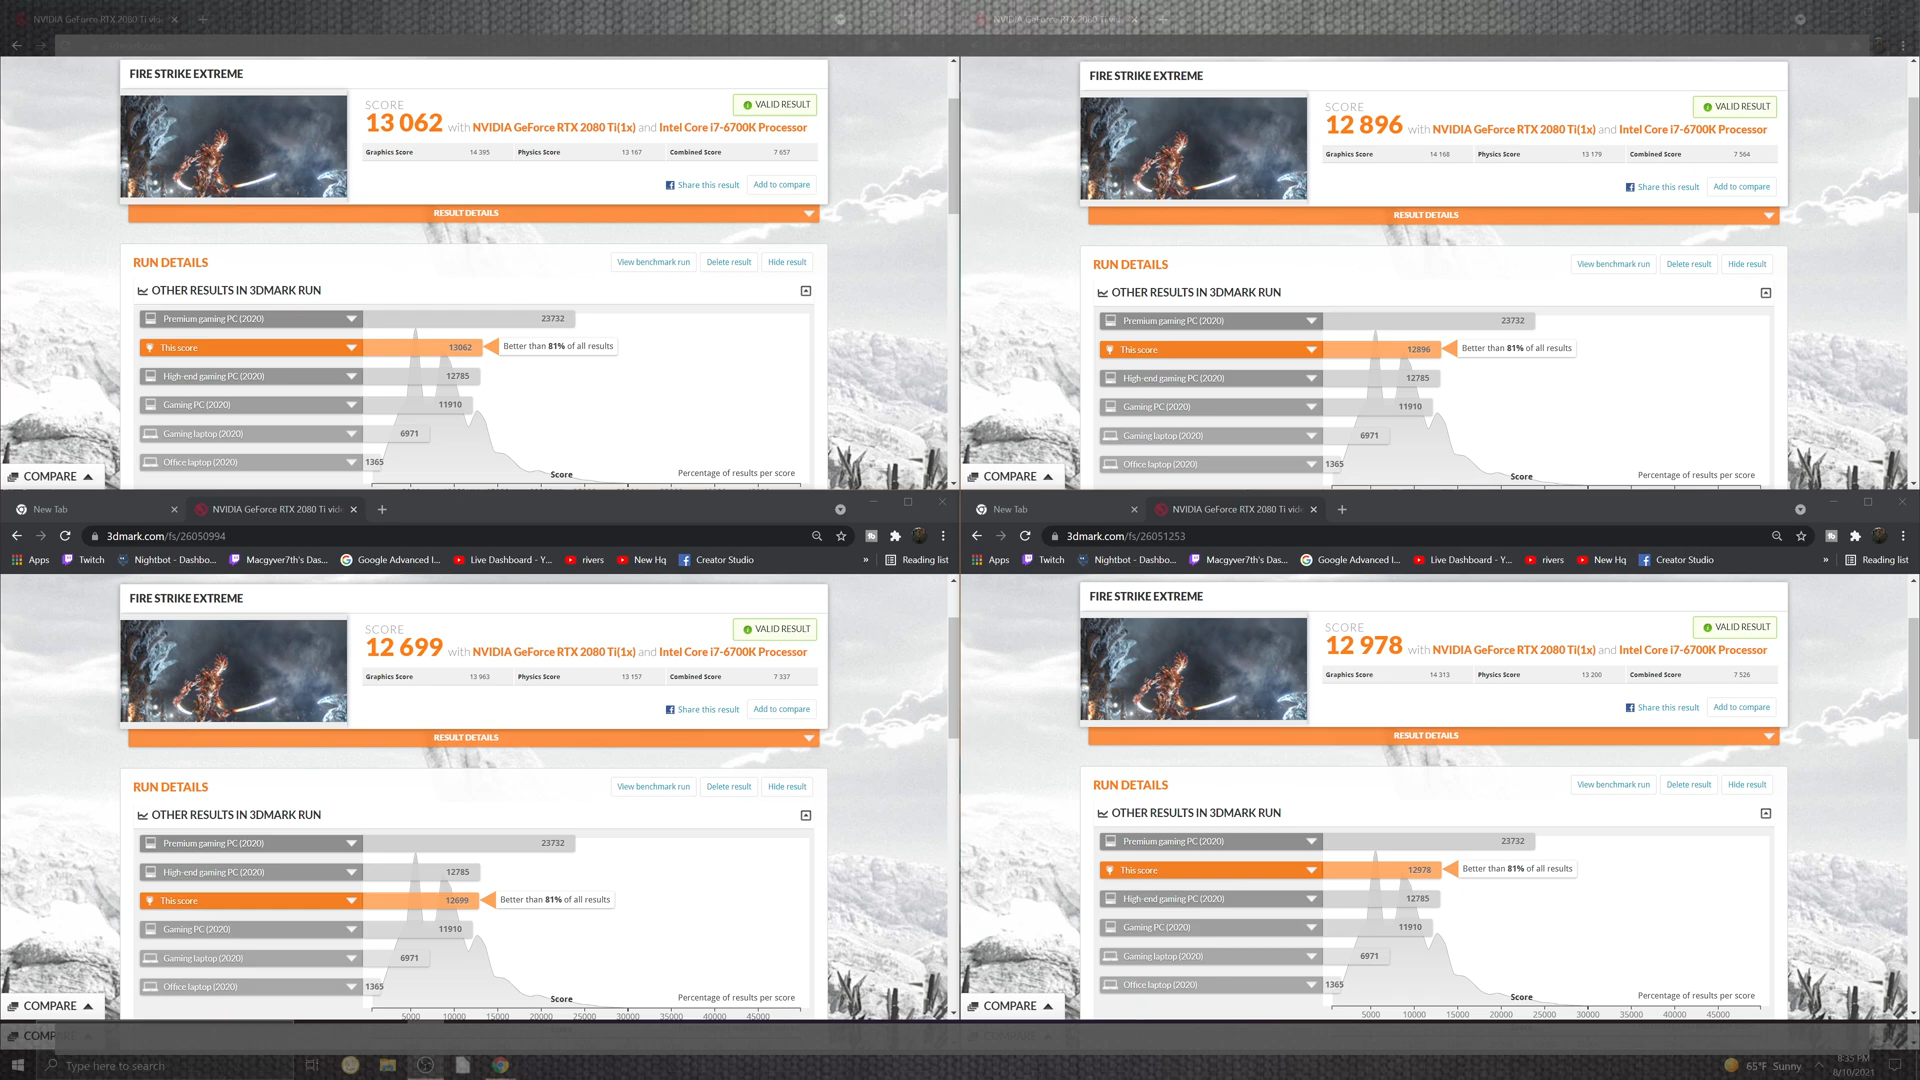 NVIDIA GeForce RTX 2080 Ti vid
NVIDIA GeForce RTX 2080 Ti vid
FIRE STRIKE EXTREME
SCORE
13 062 with NVIDIA GeForce RTX 2080 Ti(1x) and Intel Core i7-6700K Processor
VALID RESULT
Graphics Score 14 395 Physics Score 13 167 Combined Score 7 657
Share this result Add to compare
RESULT DETAILS
RUN DETAILS
View benchmark run Delete result Hide result
OTHER RESULTS IN 3DMARK RUN
Premium gaming PC (2020) 23732
This score 13062 Better than 81% of all results
High-end gaming PC (2020) 12785
Gaming PC (2020) 11910
Gaming laptop (2020) 6971
Office laptop (2020) 1365
Score
Percentage of results per score
COMPARE
FIRE STRIKE EXTREME
SCORE
12 896 with NVIDIA GeForce RTX 2080 Ti(1x) and Intel Core i7-6700K Processor
VALID RESULT
Graphics Score 14 168 Physics Score 13 179 Combined Score 7 564
Share this result Add to compare
RESULT DETAILS
RUN DETAILS
View benchmark run Delete result Hide result
OTHER RESULTS IN 3DMARK RUN
Premium gaming PC (2020) 23732
This score 12896 Better than 81% of all results
High-end gaming PC (2020) 12785
Gaming PC (2020) 11910
Gaming laptop (2020) 6971
Office laptop (2020) 1365
Score
Percentage of results per score
COMPARE
New Tab NVIDIA GeForce RTX 2080 Ti vide
3dmark.com/fs/26050994
Apps Twitch Nightbot - Dashbo... Macgyver7th's Das... Google Advanced I... Live Dashboard - Y... rivers New Hq Creator Studio » Reading list
FIRE STRIKE EXTREME
SCORE
12 699 with NVIDIA GeForce RTX 2080 Ti(1x) and Intel Core i7-6700K Processor
VALID RESULT
Graphics Score 13 963 Physics Score 13 157 Combined Score 7 337
Share this result Add to compare
RESULT DETAILS
RUN DETAILS
View benchmark run Delete result Hide result
OTHER RESULTS IN 3DMARK RUN
Premium gaming PC (2020) 23732
High-end gaming PC (2020) 12785
This score 12699 Better than 81% of all results
Gaming PC (2020) 11910
Gaming laptop (2020) 6971
Office laptop (2020) 1365
Score
Percentage of results per score
5000 10000 15000 20000 25000 30000 35000 40000 45000
COMPARE
New Tab NVIDIA GeForce RTX 2080 Ti vide
3dmark.com/fs/26051253
Apps Twitch Nightbot - Dashbo... Macgyver7th's Das... Google Advanced I... Live Dashboard - Y... rivers New Hq Creator Studio » Reading list
FIRE STRIKE EXTREME
SCORE
12 978 with NVIDIA GeForce RTX 2080 Ti(1x) and Intel Core i7-6700K Processor
VALID RESULT
Graphics Score 14 313 Physics Score 13 200 Combined Score 7 526
Share this result Add to compare
RESULT DETAILS
RUN DETAILS
View benchmark run Delete result Hide result
OTHER RESULTS IN 3DMARK RUN
Premium gaming PC (2020) 23732
This score 12978 Better than 81% of all results
High-end gaming PC (2020) 12785
Gaming PC (2020) 11910
Gaming laptop (2020) 6971
Office laptop (2020) 1365
Score
Percentage of results per score
5000 10000 15000 20000 25000 30000 35000 40000 45000
COMPARE
COMP
Type here to search
65°F Sunny
8:35 PM
8/10/2021